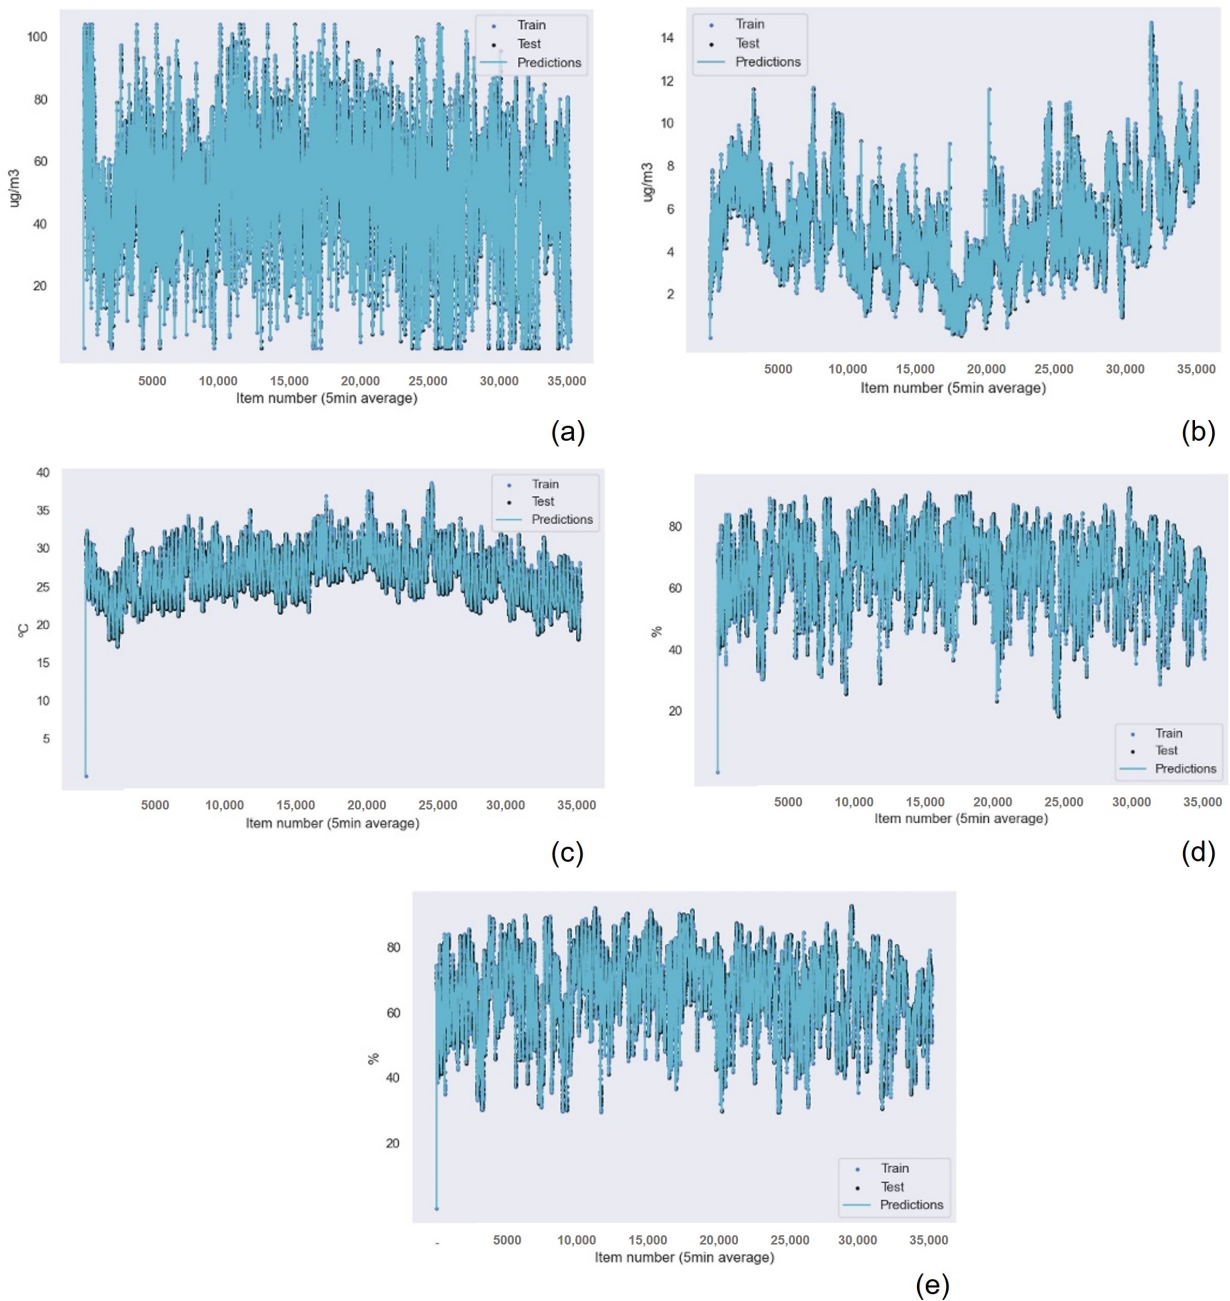 100
80
60
40
20
ug/m3
Train
Test
Predictions
5000 10,000 15,000 20,000 25,000 30,000 35,000
Item number (5min average)
(a)
14
12
10
8
6
4
2
ug/m3
Train
Test
Predictions
5000 10,000 15,000 20,000 25,000 30,000 35,000
Item number (5min average)
(b)
40
35
30
25
20
15
10
5
ºC
Train
Test
Predictions
5000 10,000 15,000 20,000 25,000 30,000 35,000
Item number (5min average)
(c)
80
60
40
20
%
Train
Test
Predictions
5000 10,000 15,000 20,000 25,000 30,000 35,000
Item number (5min average)
(d)
80
60
40
20
%
Train
Test
Predictions
- 5000 10,000 15,000 20,000 25,000 30,000 35,000
Item number (5min average)
(e)